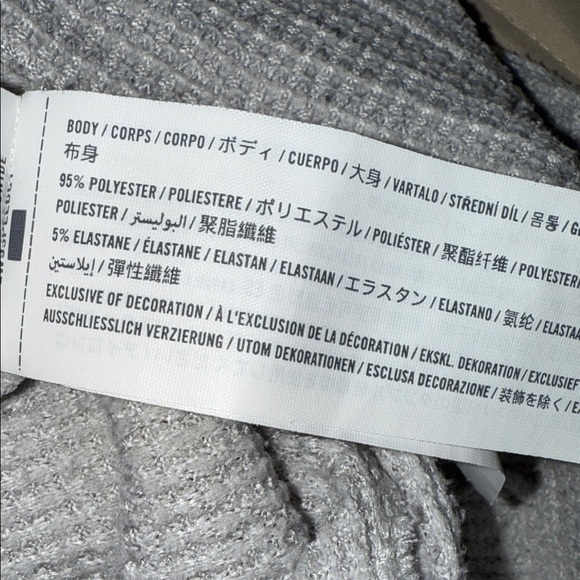 BODY / CORPS / CORPO / ボディ / CUERPO / 大身 / VARTALO / STŘEDNÍ DÍL / 몸통 /
布身
95% POLYESTER / POLIESTERE / ポリエステル / POLIÉSTER / 聚酯纤维 / POLYESTERI
POLIESTER / البوليستر / 聚脂纖維
5% ELASTANE / ÉLASTANE / ELASTAN / ELASTAAN / エラスタン / ELASTANO / 氨纶 /
إيلاستين / 彈性纖維
EXCLUSIVE OF DECORATION / À L'EXCLUSION DE LA DÉCORATION / EKSKL. DEKORATION / EXCLUSIEF
AUSSCHLIESSLICH VERZIERUNG / UTOM DEKORATIONEN / ESCLUSA DECORAZIONE / 装飾を除く /